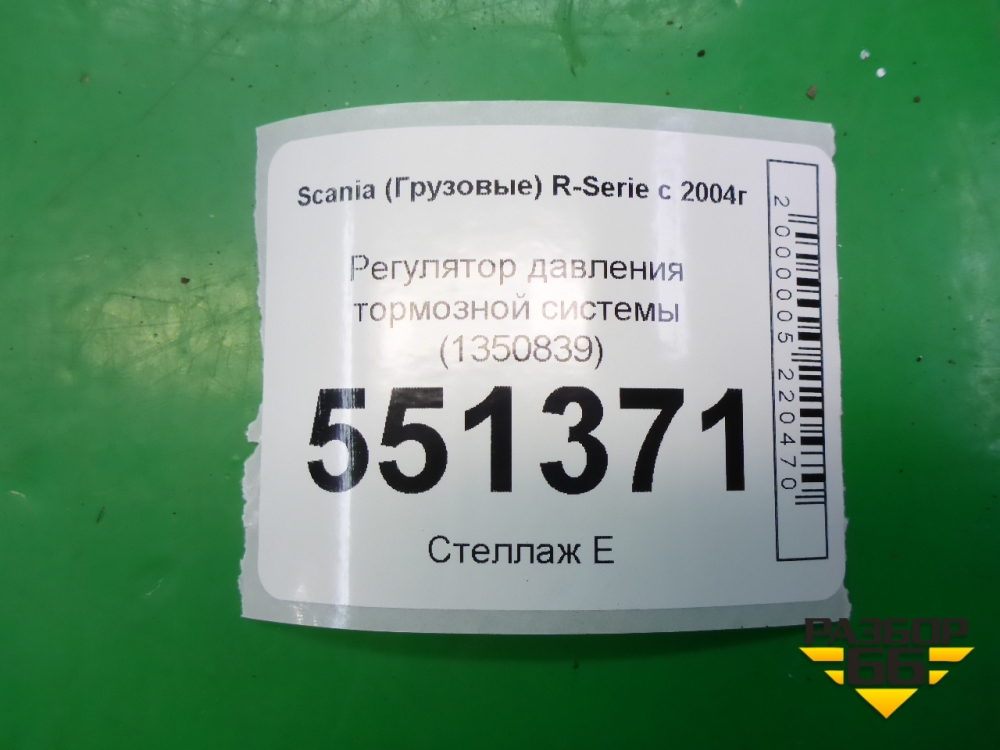 Scania (Грузовые) R-Serie с 2004г
Регулятор давления
тормозной системы
(1350839)
551371
Стеллаж Е
2000005220470
РАЗБОР
66